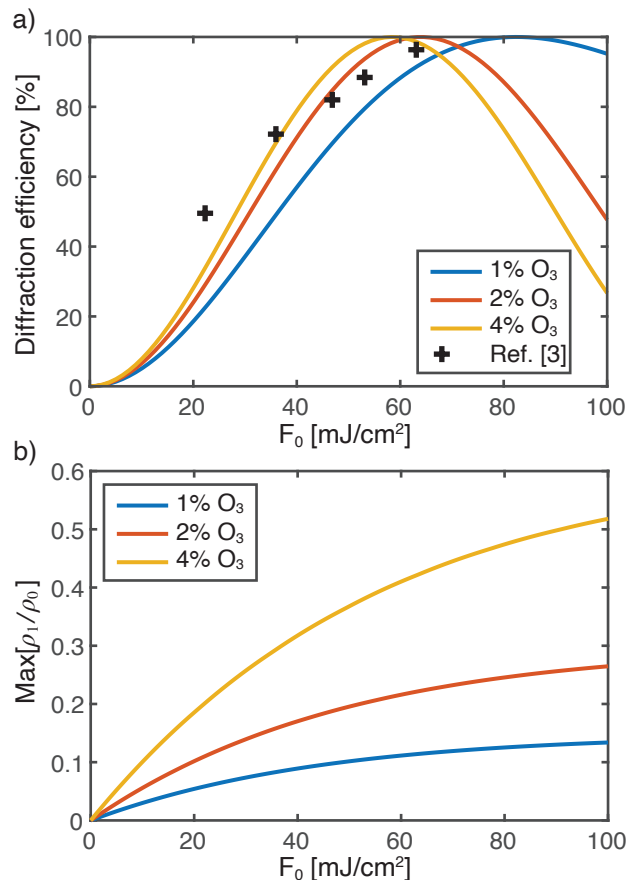 a)
Diffraction efficiency [%]
100
80
60
40
20
0
0 20 40 60 80 100
F₀ [mJ/cm²]
1% O₃
2% O₃
4% O₃
Ref. [3]
b)
Max[ρ₁/ρ₀]
0.6
0.5
0.4
0.3
0.2
0.1
0
1% O₃
2% O₃
4% O₃
0 20 40 60 80 100
F₀ [mJ/cm²]